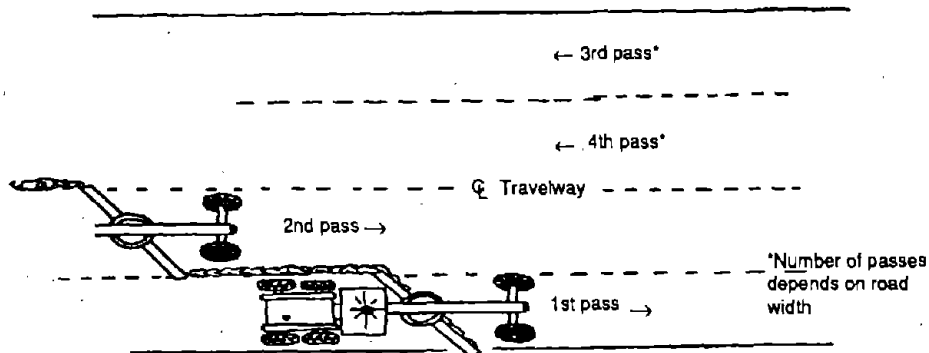 ← 3rd pass*
← 4th pass*
℄ Travelway
2nd pass →
1st pass →
*Number of passes
depends on road
width